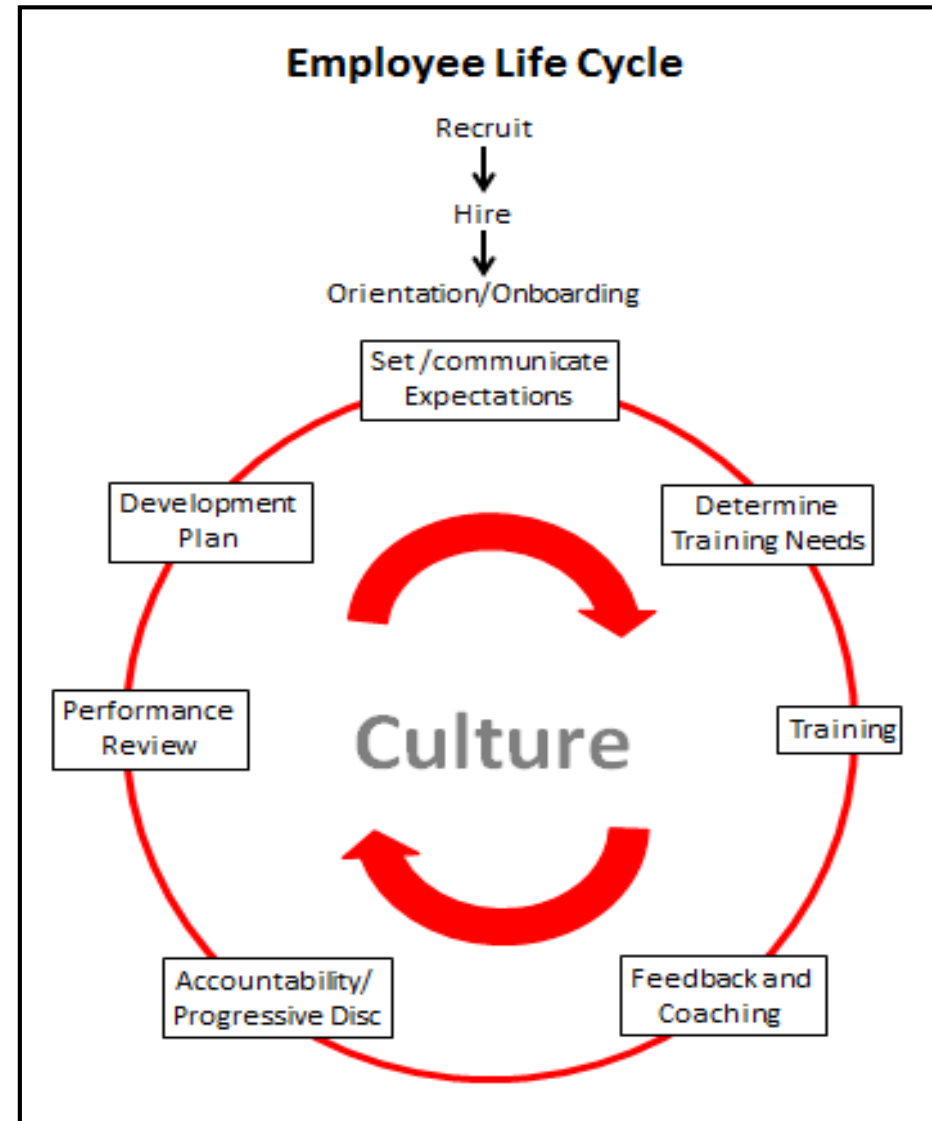 Employee Life Cycle
Recruit
Hire
Orientation/Onboarding
Set /communicate
Expectations
Determine
Training Needs
Training
Feedback and
Coaching
Accountability/
Progressive Disc
Performance
Review
Development
Plan
Culture